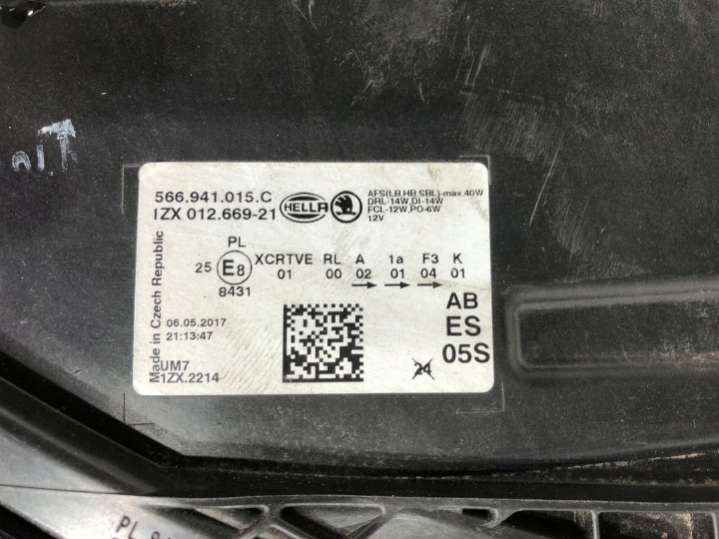 566.941.015.C
1ZX 012.669-21
HELLA
AFS(LB,HB,SBL)-max.40W
DRL-14W,DI-14W
FCL-12W,PO-6W
12V
PL
25 E8 XCRTVE RL A 1a F3 K
8431 01 00 02 01 04 01
06.05.2017
21:13:47
Made in Czech Republic
UM7
1ZX.2214
AB
ES
05S
24
PL